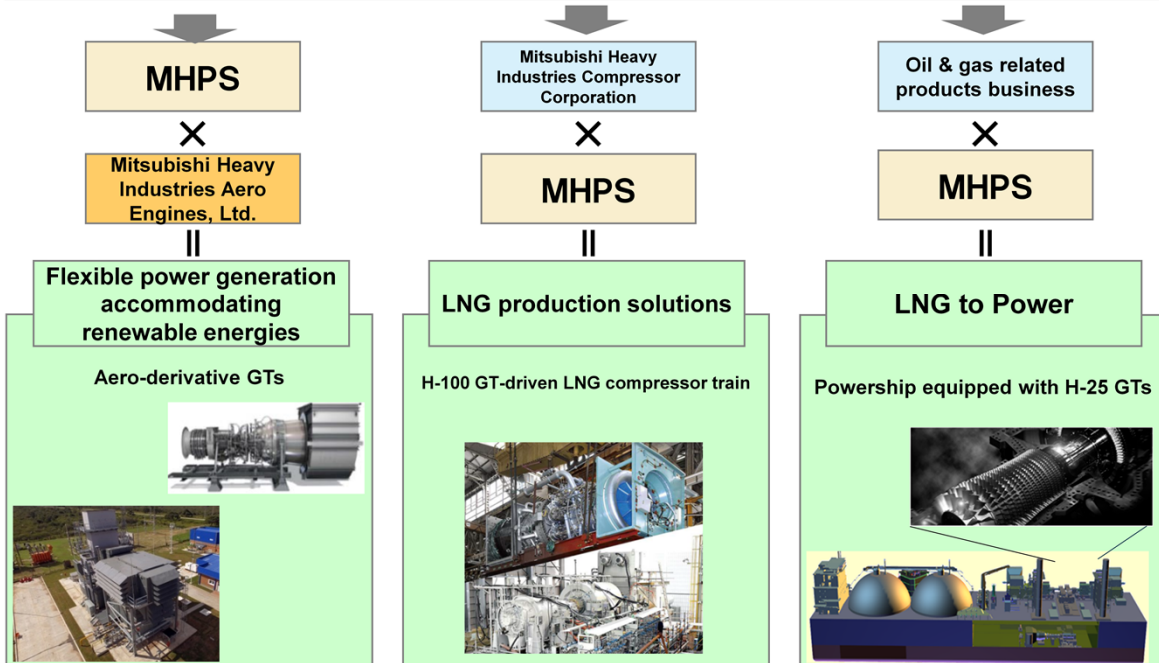 MHPS
×
Mitsubishi Heavy
Industries Aero
Engines, Ltd.
=
Flexible power generation
accommodating
renewable energies
Aero-derivative GTs
Mitsubishi Heavy
Industries Compressor
Corporation
×
MHPS
=
LNG production solutions
H-100 GT-driven LNG compressor train
Oil & gas related
products business
×
MHPS
=
LNG to Power
Powership equipped with H-25 GTs